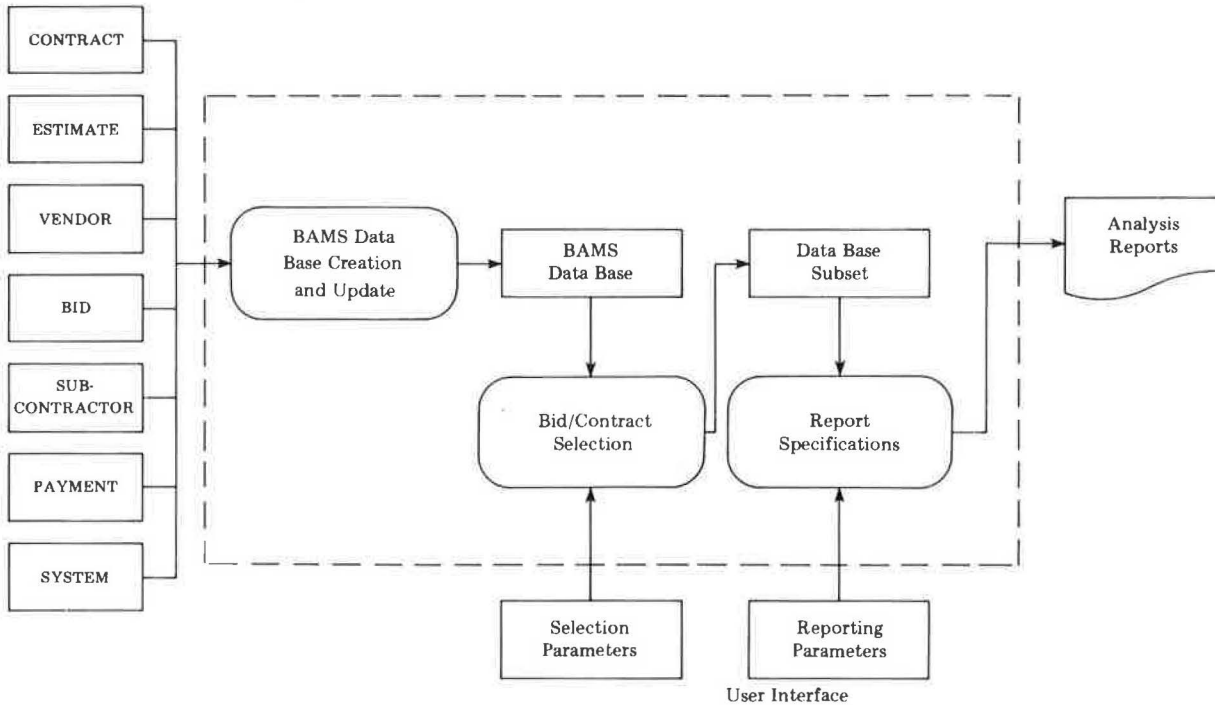 CONTRACT
ESTIMATE
VENDOR
BID
SUB-
CONTRACTOR
PAYMENT
SYSTEM
BAMS Data
Base Creation
and Update
BAMS
Data Base
Data Base
Subset
Analysis
Reports
Bid/Contract
Selection
Report
Specifications
Selection
Parameters
Reporting
Parameters
User Interface